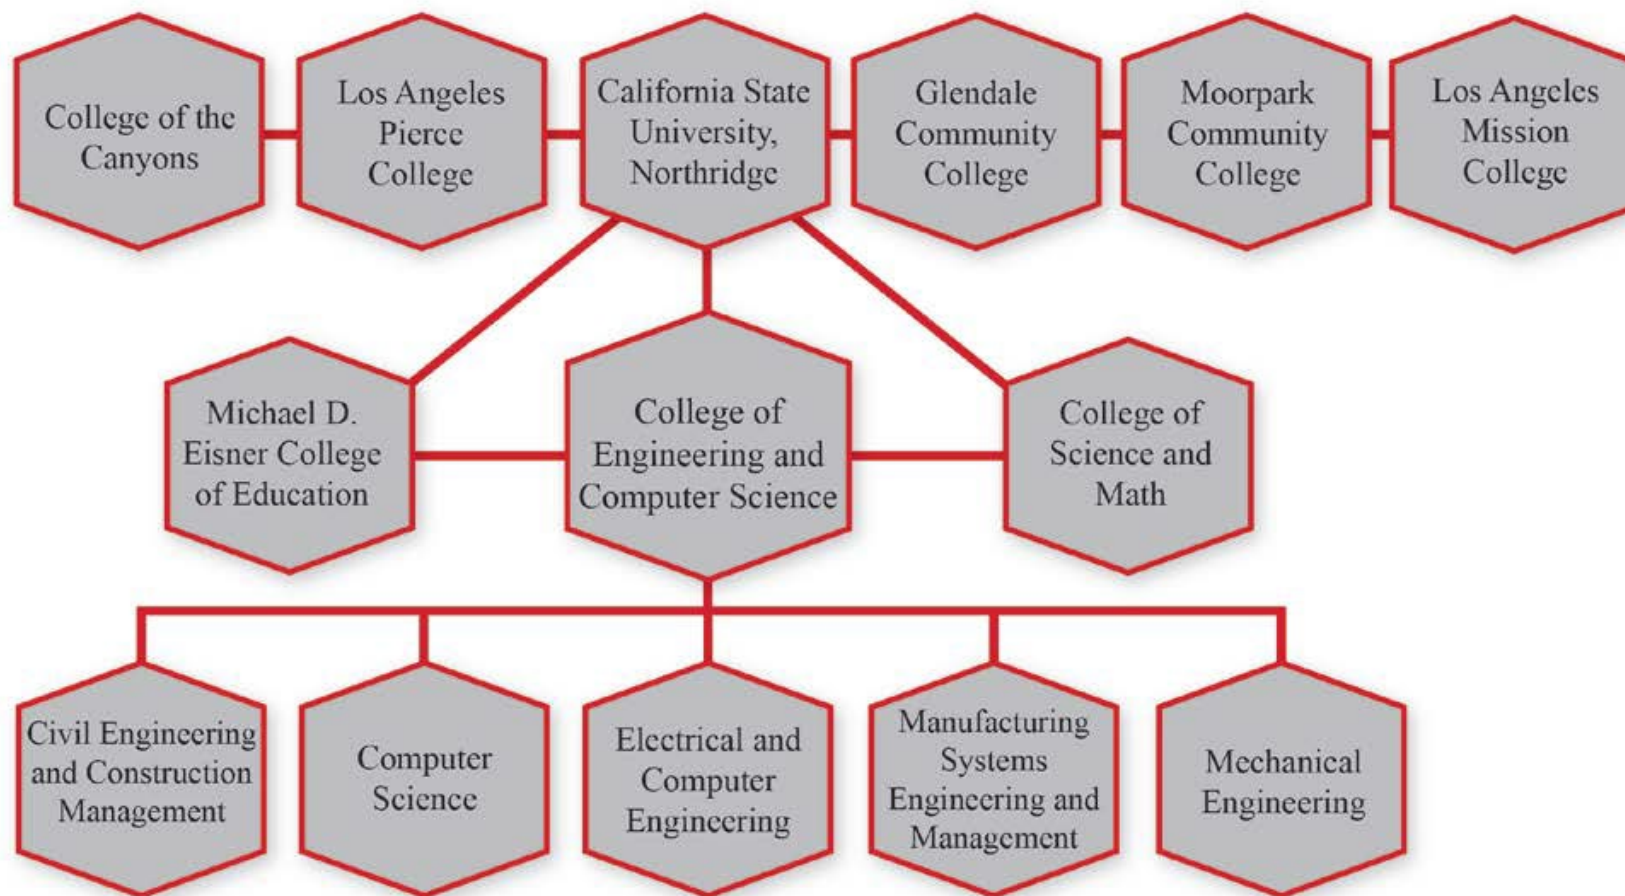 College of the
Canyons
Los Angeles
Pierce
College
California State
University,
Northridge
Glendale
Community
College
Moorpark
Community
College
Los Angeles
Mission
College
Michael D.
Eisner College
of Education
College of
Engineering and
Computer Science
College of
Science and
Math
Civil Engineering
and Construction
Management
Computer
Science
Electrical and
Computer
Engineering
Manufacturing
Systems
Engineering and
Management
Mechanical
Engineering